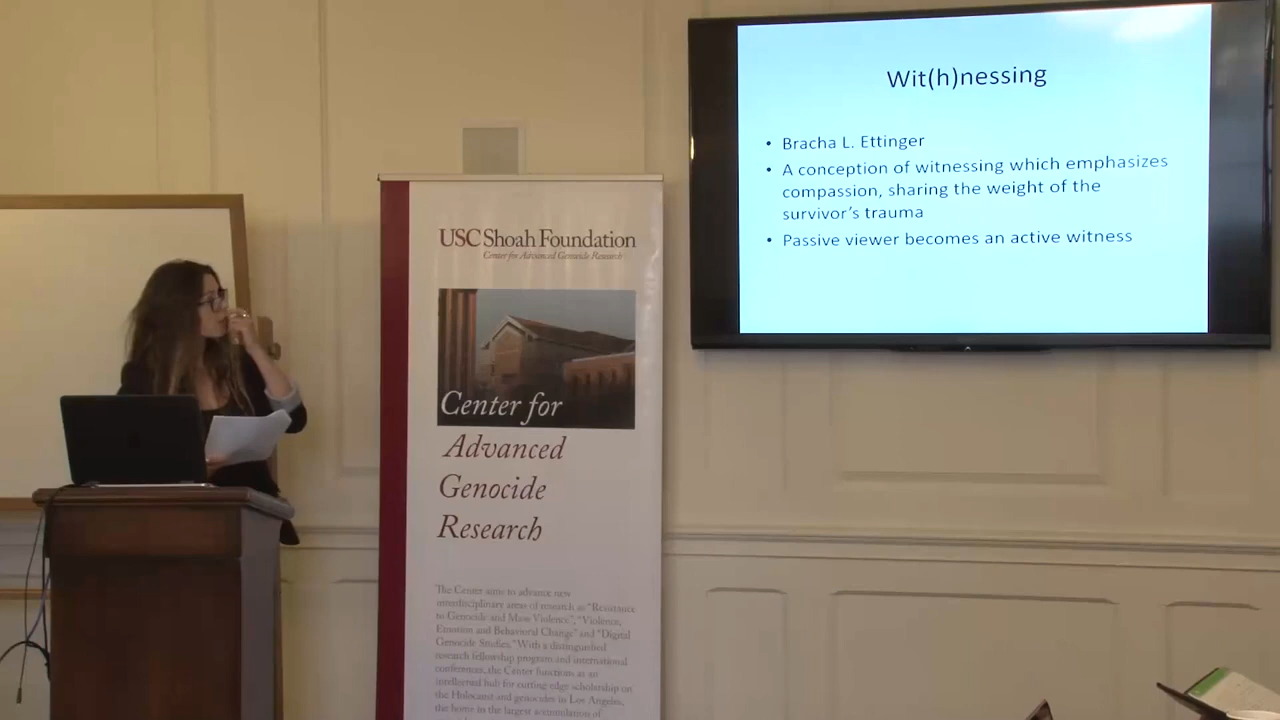 Wit(h)nessing
• Bracha L. Ettinger
• A conception of witnessing which emphasizes
compassion, sharing the weight of the
survivor's trauma
• Passive viewer becomes an active witness
USC Shoah Foundation
Center for Advanced Genocide Research
Center for
Advanced
Genocide
Research
The Center aims to advance new
interdisciplinary areas of research as "Resistance
to Genocide and Mass Violence", "Violence,
Emotion and Behavioral Change" and "Digital
Genocide Studies." With a distinguished
research fellowship program and international
conferences, the Center functions as an
intellectual hub for cutting edge scholarship on
the Holocaust and genocides in Los Angeles,
the home to the largest accumulation of